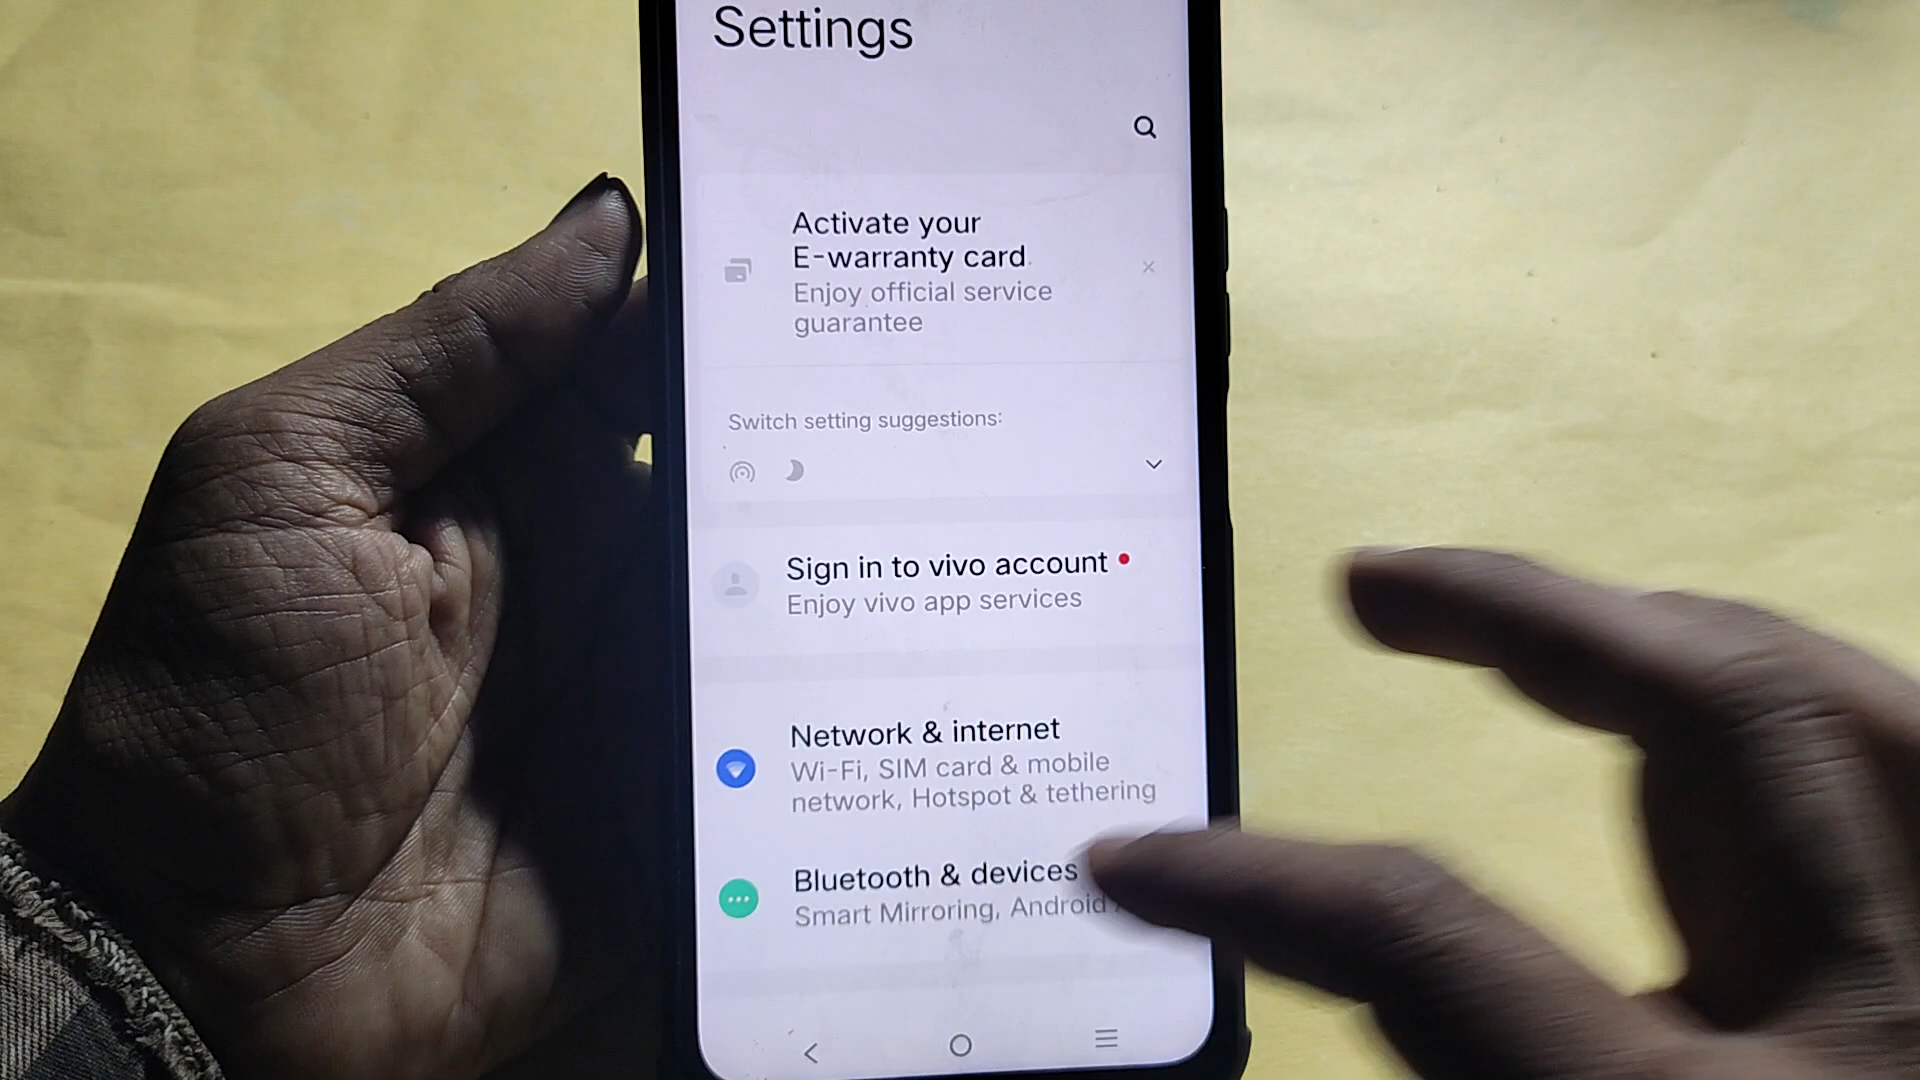 Settings
Activate your
E-warranty card
Enjoy official service
guarantee
Switch setting suggestions:
Sign in to vivo account
Enjoy vivo app services
Network & internet
Wi-Fi, SIM card & mobile
network, Hotspot & tethering
Bluetooth & devices
Smart Mirroring, Android